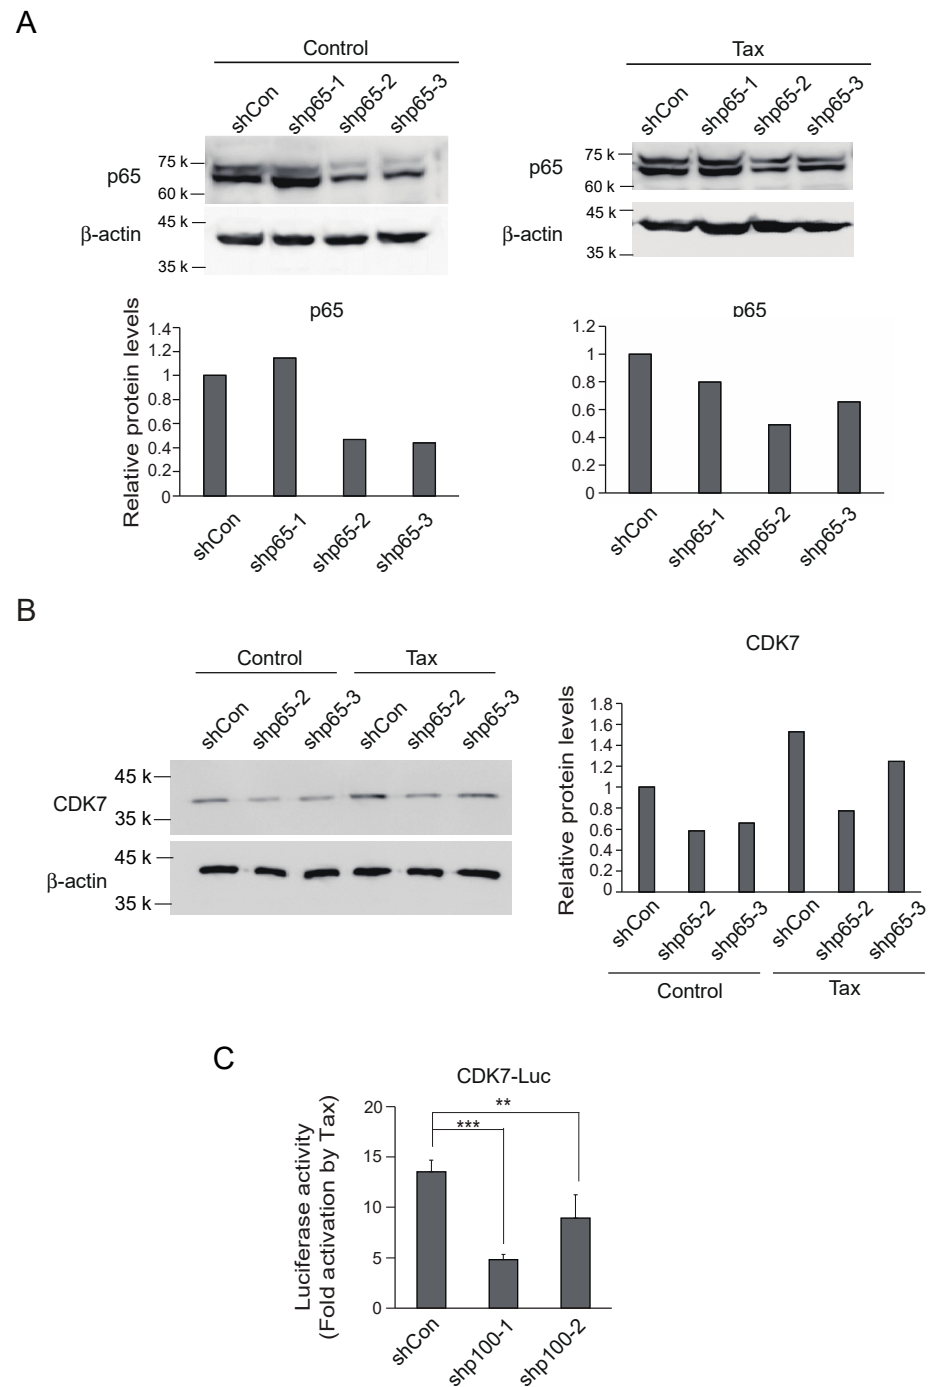 A
Control
shCon
shp65-1
shp65-2
shp65-3
p65
75 k
60 k
β-actin
45 k
35 k
Tax
shCon
shp65-1
shp65-2
shp65-3
p65
75 k
60 k
β-actin
45 k
35 k
p65
Relative protein levels
1.4
1.2
1
0.8
0.6
0.4
0.2
0
shCon
shp65-1
shp65-2
shp65-3
p65
1.2
1
0.8
0.6
0.4
0.2
0
shCon
shp65-1
shp65-2
shp65-3
B
Control
Tax
shCon
shp65-2
shp65-3
shCon
shp65-2
shp65-3
CDK7
45 k
35 k
β-actin
45 k
35 k
CDK7
Relative protein levels
1.8
1.6
1.4
1.2
1
0.8
0.6
0.4
0.2
0
shCon
shp65-2
shp65-3
shCon
shp65-2
shp65-3
Control
Tax
C
CDK7-Luc
Luciferase activity
(Fold activation by Tax)
20
15
10
5
0
**
***
shCon
shp100-1
shp100-2